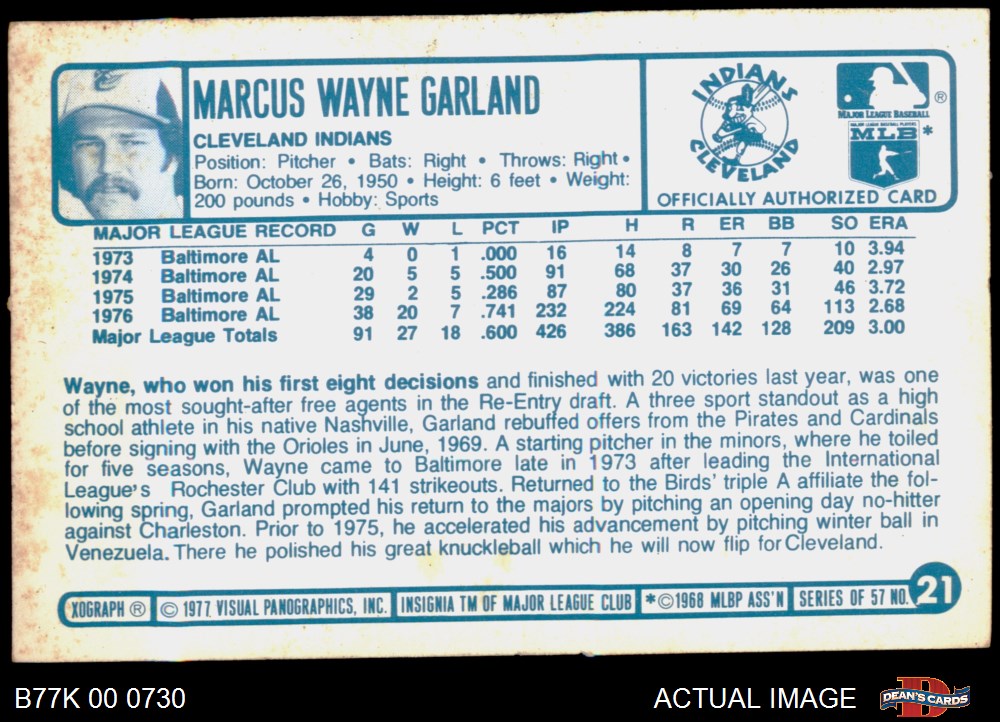 MARCUS WAYNE GARLAND
CLEVELAND INDIANS
Position: Pitcher • Bats: Right • Throws: Right •
Born: October 26, 1950 • Height: 6 feet • Weight:
200 pounds • Hobby: Sports
INDIANS
CLEVELAND
®
MAJOR LEAGUE BASEBALL
MAJOR LEAGUE BASEBALL PLAYERS
MLB *
OFFICIALLY AUTHORIZED CARD
MAJOR LEAGUE RECORD G W L PCT IP H R ER BB SO ERA
1973 Baltimore AL 4 0 1 .000 16 14 8 7 7 10 3.94
1974 Baltimore AL 20 5 5 .500 91 68 37 30 26 40 2.97
1975 Baltimore AL 29 2 5 .286 87 80 37 36 31 46 3.72
1976 Baltimore AL 38 20 7 .741 232 224 81 69 64 113 2.68
Major League Totals 91 27 18 .600 426 386 163 142 128 209 3.00
Wayne, who won his first eight decisions and finished with 20 victories last year, was one
of the most sought-after free agents in the Re-Entry draft. A three sport standout as a high
school athlete in his native Nashville, Garland rebuffed offers from the Pirates and Cardinals
before signing with the Orioles in June, 1969. A starting pitcher in the minors, where he toiled
for five seasons, Wayne came to Baltimore late in 1973 after leading the International
League's Rochester Club with 141 strikeouts. Returned to the Birds' triple A affiliate the fol-
lowing spring, Garland prompted his return to the majors by pitching an opening day no-hitter
against Charleston. Prior to 1975, he accelerated his advancement by pitching winter ball in
Venezuela. There he polished his great knuckleball which he will now flip for Cleveland.
XOGRAPH ® © 1977 VISUAL PANOGRAPHICS, INC. INSIGNIA TM OF MAJOR LEAGUE CLUB *©1968 MLBP ASS'N SERIES OF 57 NO. 21
B77K 00 0730 ACTUAL IMAGE DEAN'S CARDS